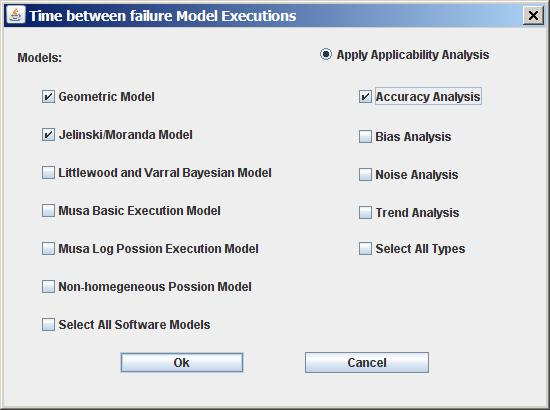 Time between failure Model Executions
Models:
Apply Applicability Analysis
Geometric Model
Accuracy Analysis
Jelinski/Moranda Model
Bias Analysis
Littlewood and Varral Bayesian Model
Noise Analysis
Musa Basic Execution Model
Trend Analysis
Musa Log Possion Execution Model
Select All Types
Non-homegeneous Possion Model
Select All Software Models
Ok
Cancel